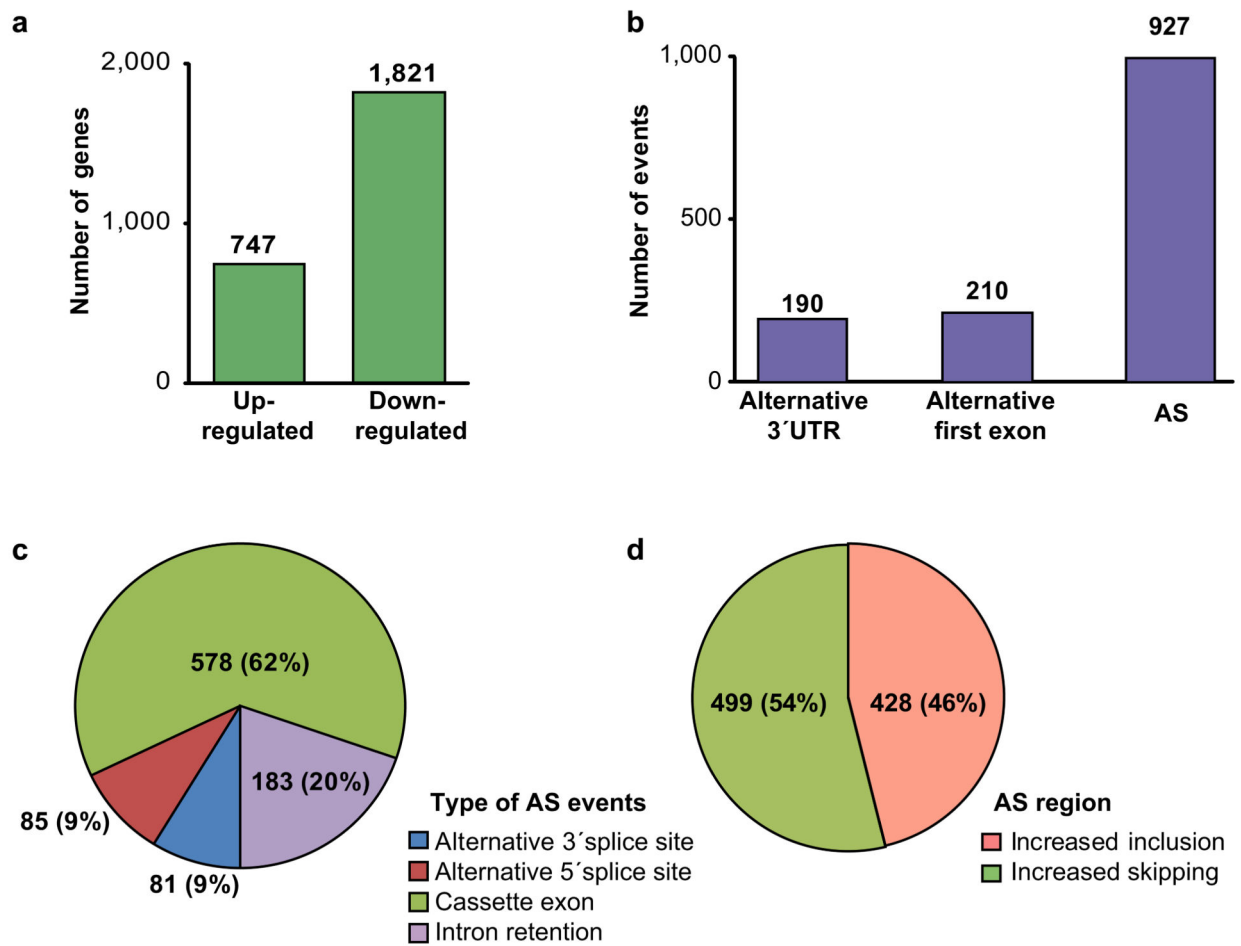 a
Number of genes
2,000
1,000
0
747
1,821
Up-
regulated
Down-
regulated
b
Number of events
1,000
500
0
190
210
927
Alternative
3´UTR
Alternative
first exon
AS
c
578 (62%)
183 (20%)
85 (9%)
81 (9%)
Type of AS events
Alternative 3´splice site
Alternative 5´splice site
Cassette exon
Intron retention
d
499 (54%)
428 (46%)
AS region
Increased inclusion
Increased skipping